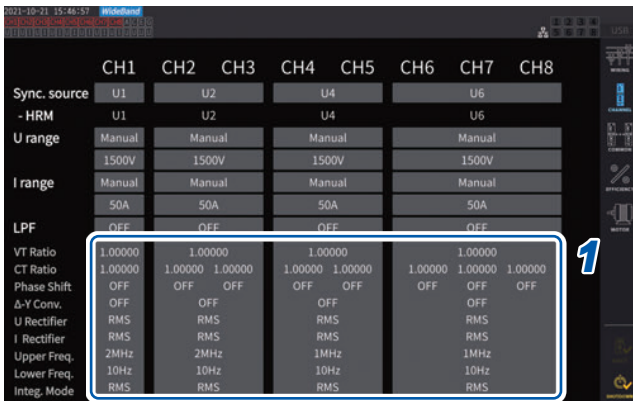 2021-10-21 15:46:57 WideBand
USB
CH1 CH2 CH3 CH4 CH5 CH6 CH7 CH8
Sync. source U1 U2 U4 U6
- HRM U1 U2 U4 U6
U range Manual Manual Manual Manual
1500V 1500V 1500V 1500V
I range Manual Manual Manual Manual
50A 50A 50A 50A
LPF OFF OFF OFF OFF
VT Ratio 1.00000 1.00000 1.00000 1.00000
CT Ratio 1.00000 1.00000 1.00000 1.00000 1.00000 1.00000 1.00000 1.00000
Phase Shift OFF OFF OFF OFF OFF OFF OFF OFF
Δ-Y Conv. OFF OFF OFF OFF
U Rectifier RMS RMS RMS RMS
I Rectifier RMS RMS RMS RMS
Upper Freq. 2MHz 2MHz 1MHz 1MHz
Lower Freq. 10Hz 10Hz 10Hz 10Hz
Integ. Mode RMS RMS RMS RMS
1
WIRING
CHANNEL
COMMON
EFFICIENCY
MOTOR
SHUTDOWN